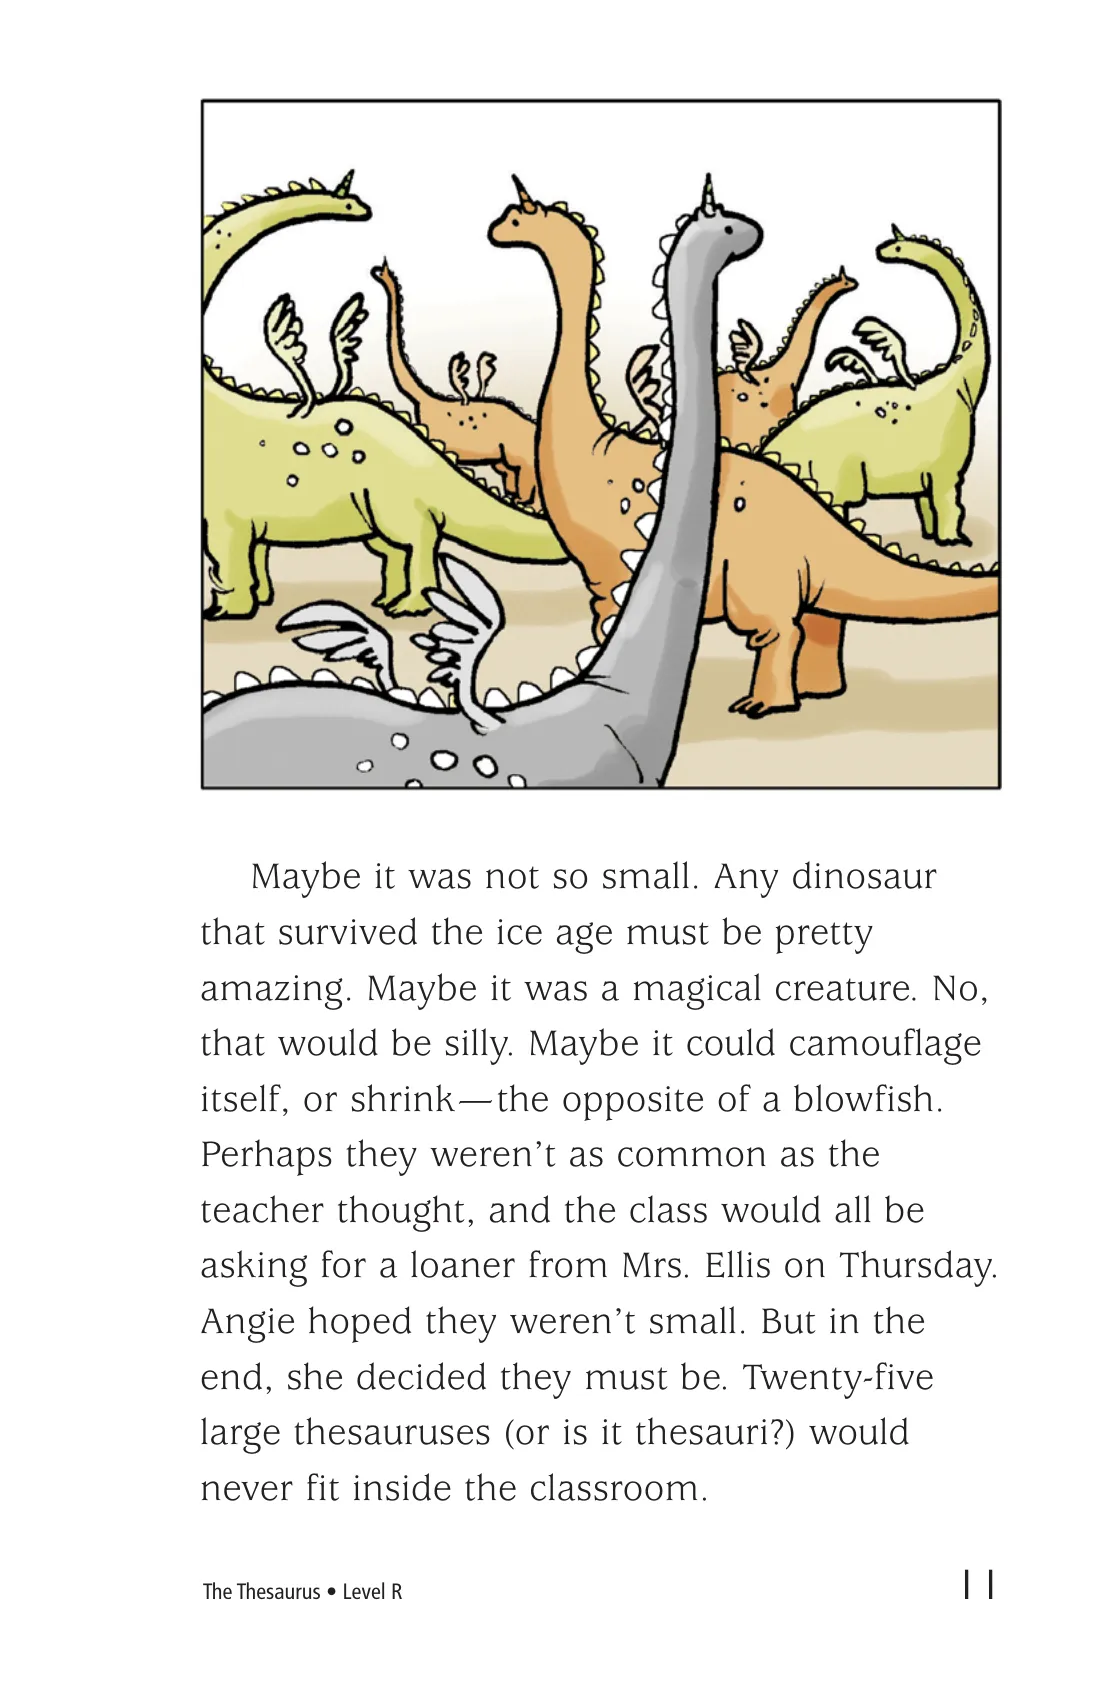 Maybe it was not so small. Any dinosaur
that survived the ice age must be pretty
amazing. Maybe it was a magical creature. No,
that would be silly. Maybe it could camouflage
itself, or shrink—the opposite of a blowfish.
Perhaps they weren’t as common as the
teacher thought, and the class would all be
asking for a loaner from Mrs. Ellis on Thursday.
Angie hoped they weren’t small. But in the
end, she decided they must be. Twenty-five
large thesauruses (or is it thesauri?) would
never fit inside the classroom.
The Thesaurus • Level R
11